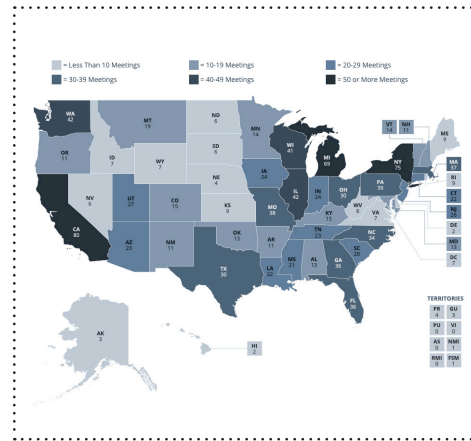 = Less Than 10 Meetings
= 10-19 Meetings
= 20-29 Meetings
= 30-39 Meetings
= 40-49 Meetings
= 50 or More Meetings
WA
42
OR
11
CA
80
NV
8
ID
7
MT
19
WY
7
UT
27
AZ
23
CO
15
NM
11
ND
6
SD
6
NE
4
KS
9
OK
13
TX
30
MN
14
IA
24
MO
38
AR
11
LA
22
WI
41
IL
42
MI
69
IN
24
OH
30
KY
15
TN
23
MS
21
AL
13
GA
36
FL
36
SC
20
NC
34
VA
7
WV
8
PA
39
NY
75
VT
14
NH
11
ME
9
MA
37
RI
9
CT
22
NJ
26
DE
2
MD
13
DC
7
AK
3
HI
2
TERRITORIES
PR
4
GU
3
PU
0
VI
0
AS
0
NMI
1
RMI
0
FSM
1